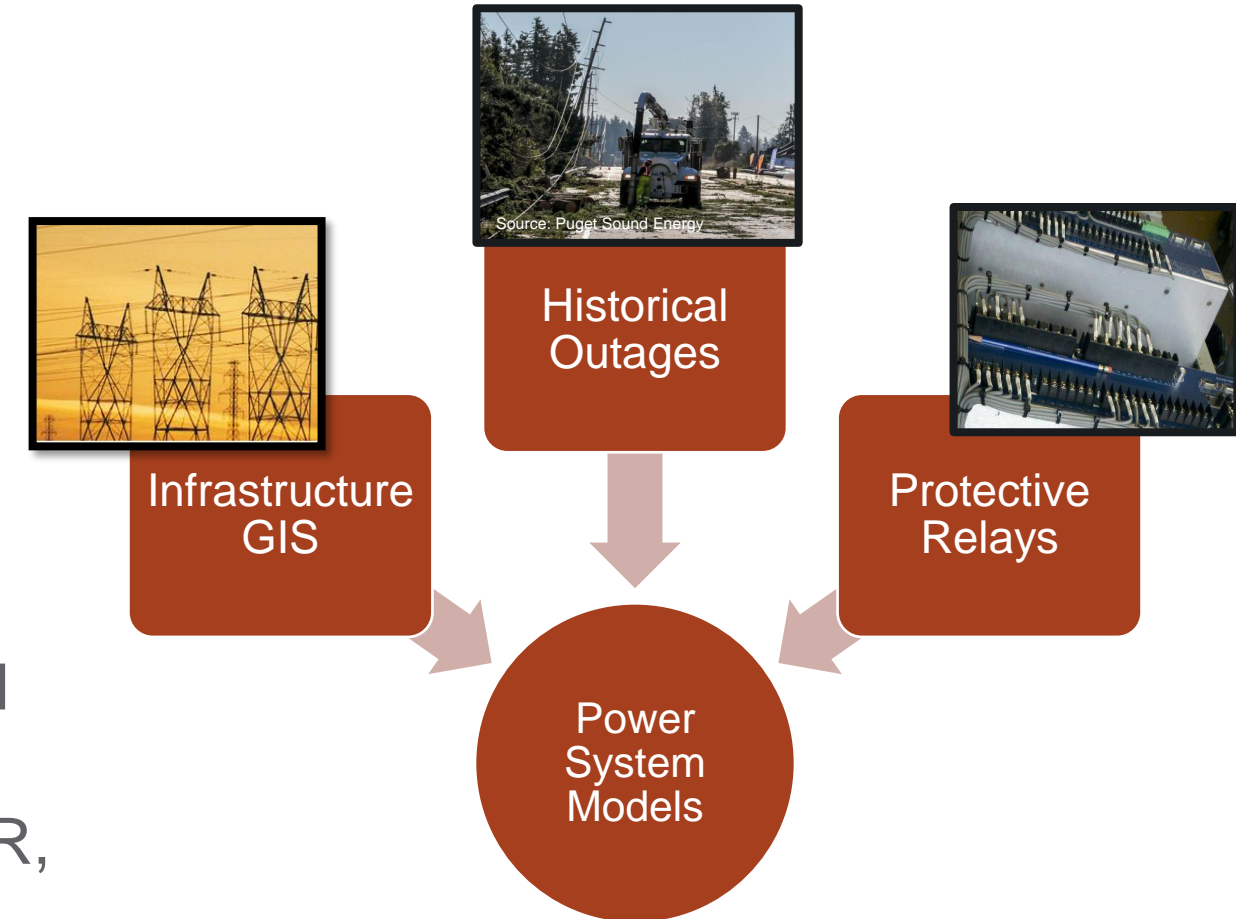 Source: Puget Sound Energy
Historical
Outages
Infrastructure
GIS
Protective
Relays
Power
System
Models
R,